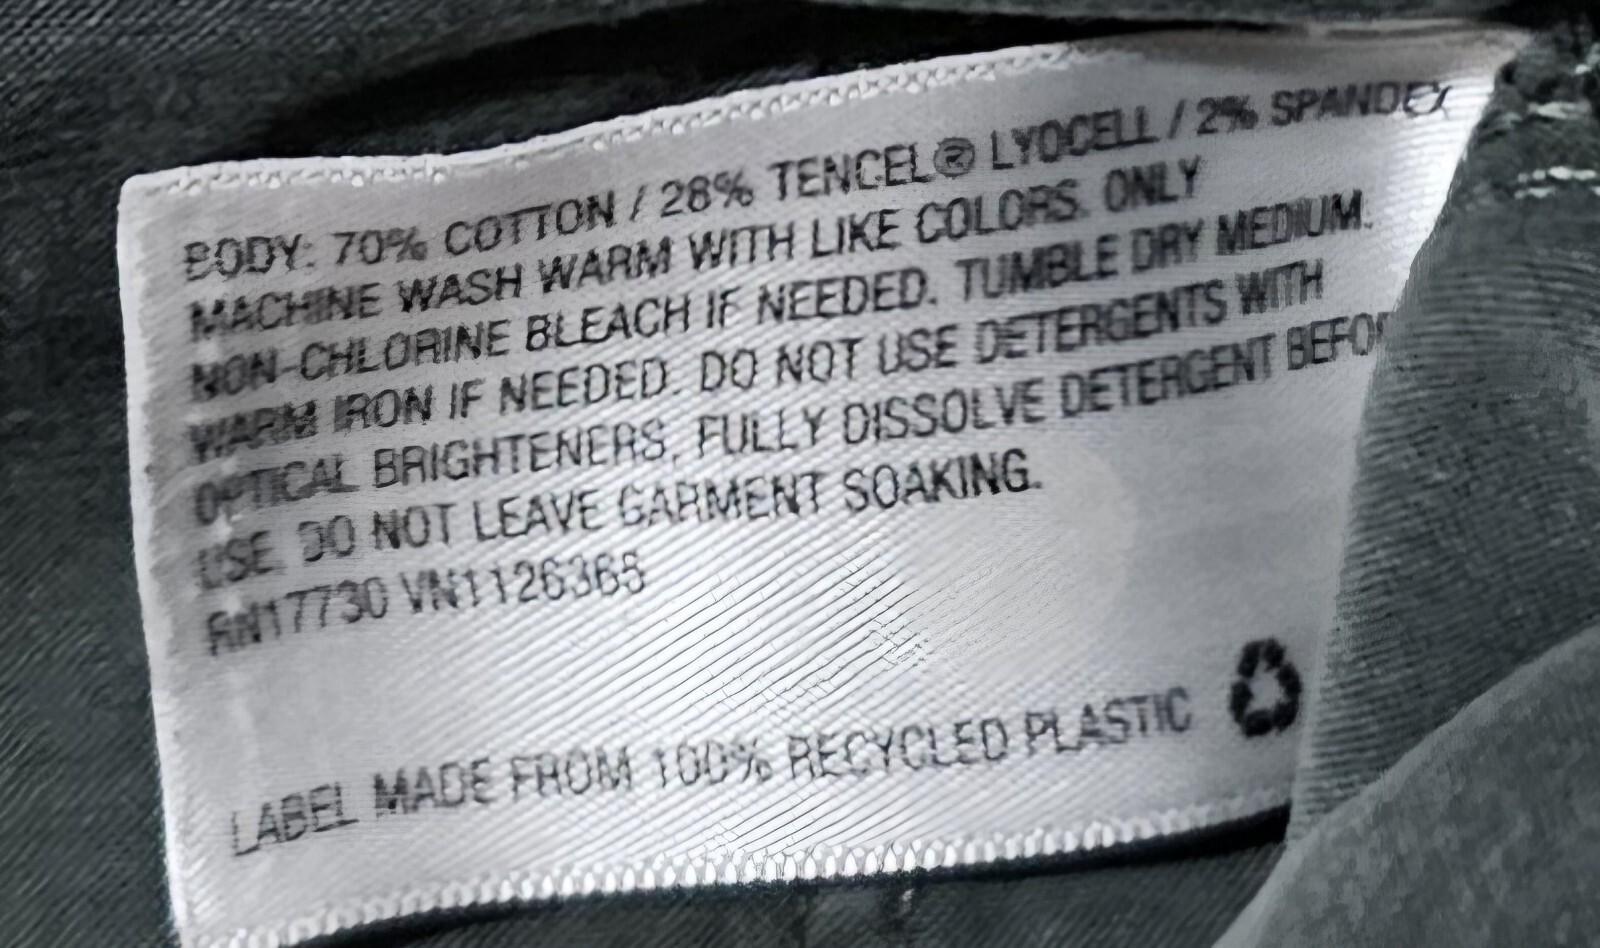 BODY: 70% COTTON / 28% TENCEL® LYOCELL / 2% SPANDEX
MACHINE WASH WARM WITH LIKE COLORS. ONLY
NON-CHLORINE BLEACH IF NEEDED. TUMBLE DRY MEDIUM.
WARM IRON IF NEEDED. DO NOT USE DETERGENTS WITH
OPTICAL BRIGHTENERS, FULLY DISSOLVE DETERGENT BEFOR
USE. DO NOT LEAVE GARMENT SOAKING.
RN17730 VN1126365
LABEL MADE FROM 100% RECYCLED PLASTIC